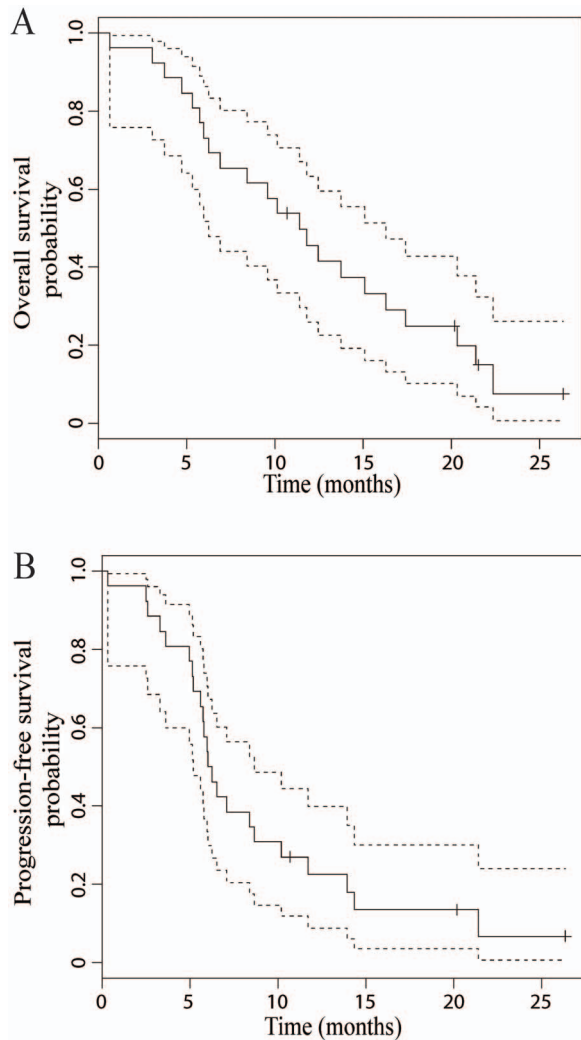 A
Overall survival
probability
0 0.2 0.4 0.6 0.8 1.0
0 5 10 15 20 25
Time (months)
B
Progression-free survival
probability
0 0.2 0.4 0.6 0.8 1.0
0 5 10 15 20 25
Time (months)